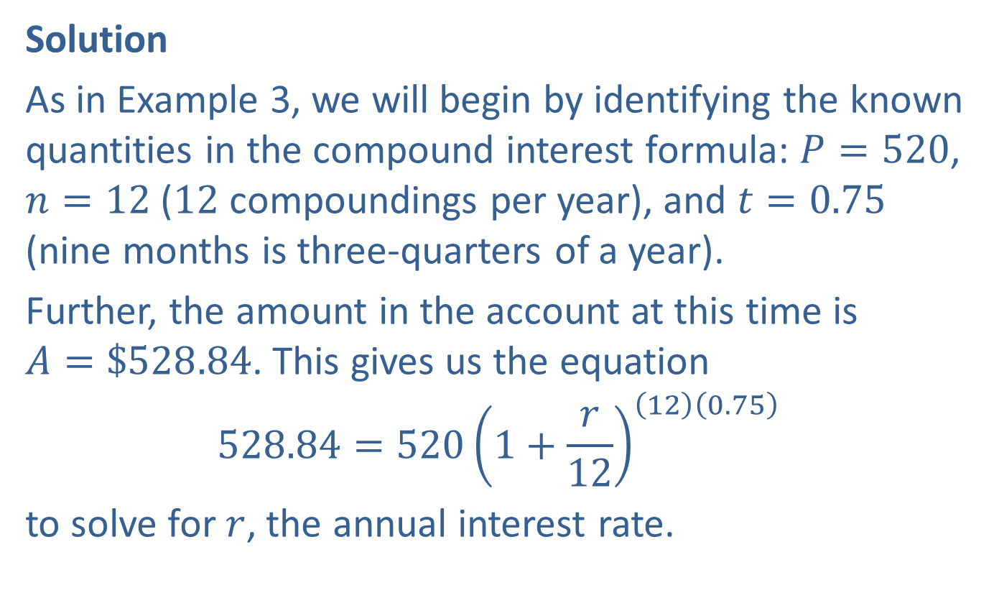 Solution
As in Example 3, we will begin by identifying the known
quantities in the compound interest formula: P = 520,
n = 12 (12 compoundings per year), and t = 0.75
(nine months is three-quarters of a year).
Further, the amount in the account at this time is
A = $528.84. This gives us the equation
528.84 = 520(1 + r/12)^(12)(0.75)
to solve for r, the annual interest rate.